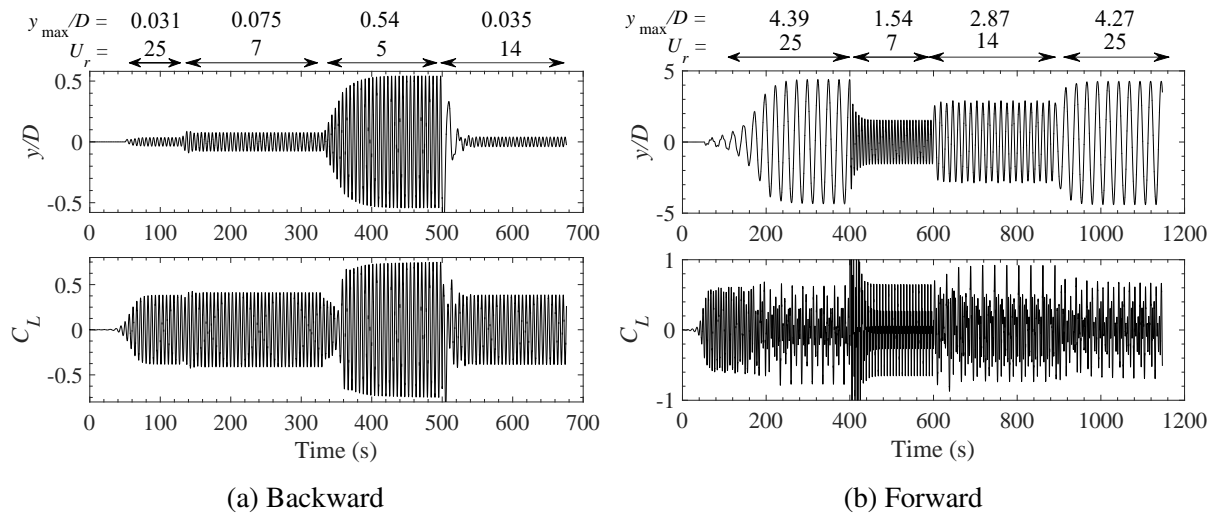 y_max/D = 0.031 0.075 0.54 0.035
U_r = 25 7 5 14
0.5
0
-0.5
y/D
0 100 200 300 400 500 600 700
0.5
0
-0.5
C_L
0 100 200 300 400 500 600 700
Time (s)
(a) Backward
y_max/D = 4.39 1.54 2.87 4.27
U_r = 25 7 14 25
5
0
-5
y/D
0 200 400 600 800 1000 1200
1
0
-1
C_L
0 200 400 600 800 1000 1200
Time (s)
(b) Forward